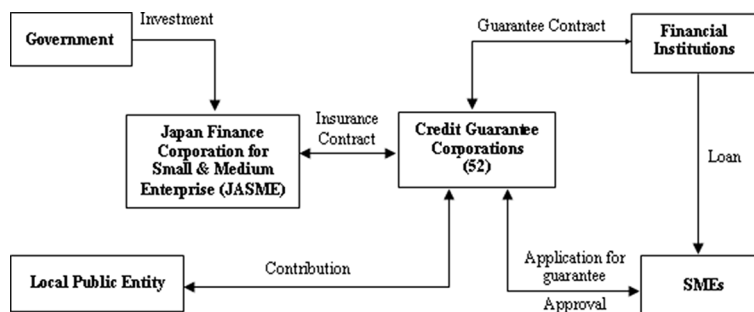 Investment
Government
Guarantee Contract
Financial
Institutions
Japan Finance
Corporation for
Small & Medium
Enterprise (JASME)
Insurance
Contract
Credit Guarantee
Corporations
(52)
Loan
Local Public Entity
Contribution
Application for
guarantee
Approval
SMEs